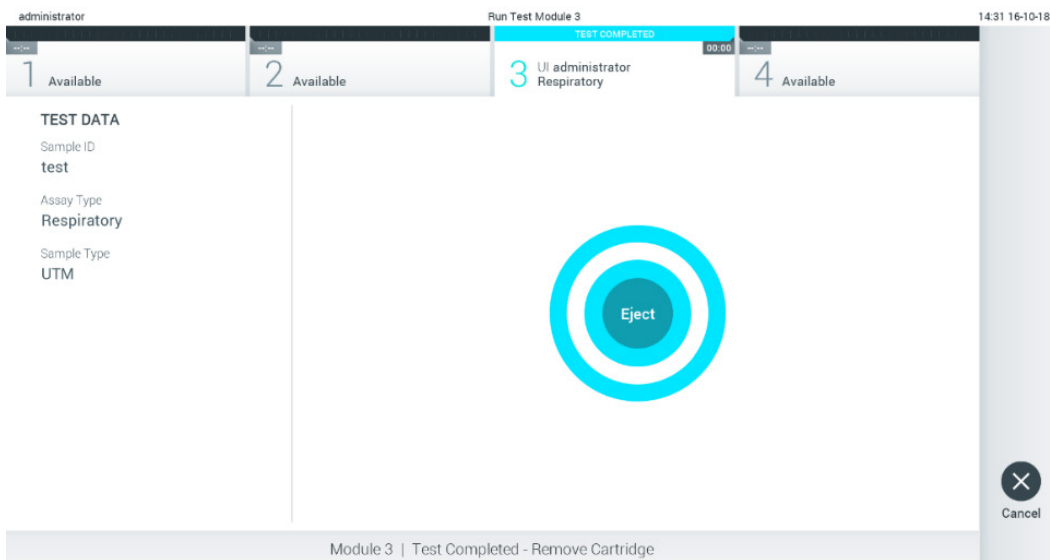 administrator
Run Test Module 3
14:31 16-10-18
TEST COMPLETED
--:--
1 Available
--:--
2 Available
00:00
3 UI administrator
Respiratory
--:--
4 Available
TEST DATA
Sample ID
test
Assay Type
Respiratory
Sample Type
UTM
Eject
Cancel
Module 3 | Test Completed - Remove Cartridge